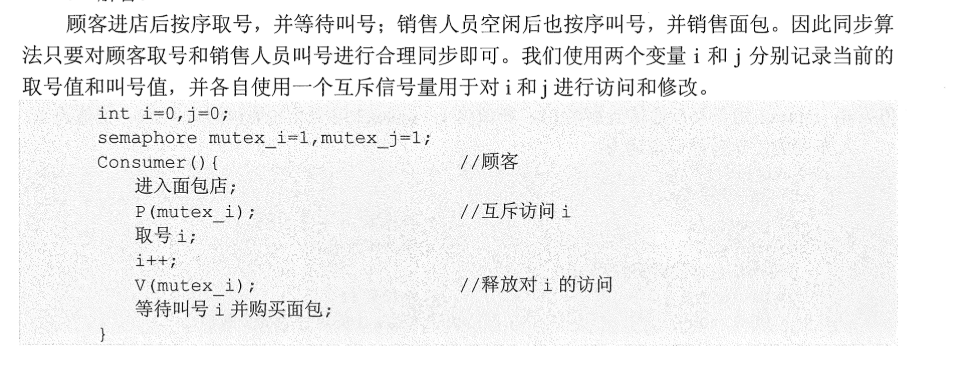 顾客进店后按序取号，并等待叫号；销售人员空闲后也按序叫号，并销售面包。因此同步算
法只要对顾客取号和销售人员叫号进行合理同步即可。我们使用两个变量 i 和 j 分别记录当前的
取号值和叫号值，并各自使用一个互斥信号量用于对 i 和 j 进行访问和修改。
int i=0,j=0;
semaphore mutex_i=1,mutex_j=1;
Consumer(){ //顾客
进入面包店;
P(mutex_i); //互斥访问 i
取号 i;
i++;
V(mutex_i); //释放对 i 的访问
等待叫号 i 并购买面包;
}